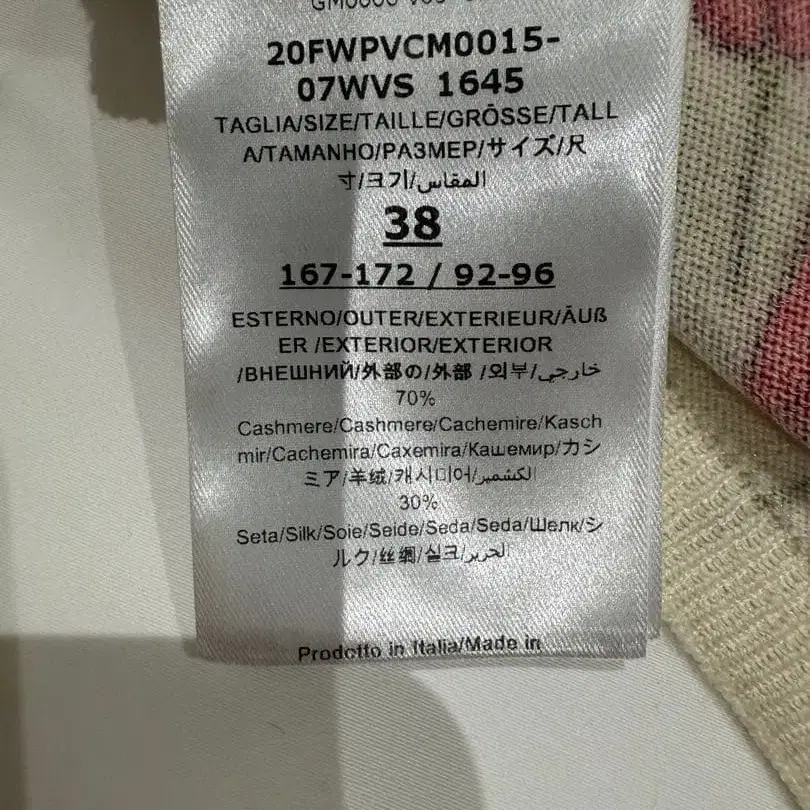 20FWPVCM0015-
07WVS 1645
TAGLIA/SIZE/TAILLE/GRÖSSE/TALL
A/TAMANHO/РАЗМЕР/サイズ/尺
寸/크기/المقاس
38
167-172 / 92-96
ESTERNO/OUTER/EXTERIEUR/ÄUß
ER /EXTERIOR/EXTERIOR
/ВНЕШНИЙ/外部の/外部 /외부/خارجي
70%
Cashmere/Cashmere/Cachemire/Kasch
mir/Cachemira/Caxemira/Кашемир/カシ
ミア/羊绒/캐시미어/الكشمير
30%
Seta/Silk/Soie/Seide/Seda/Seda/Шелк/シ
ルク/丝绸/실크/الحرير
Prodotto in Italia/Made in